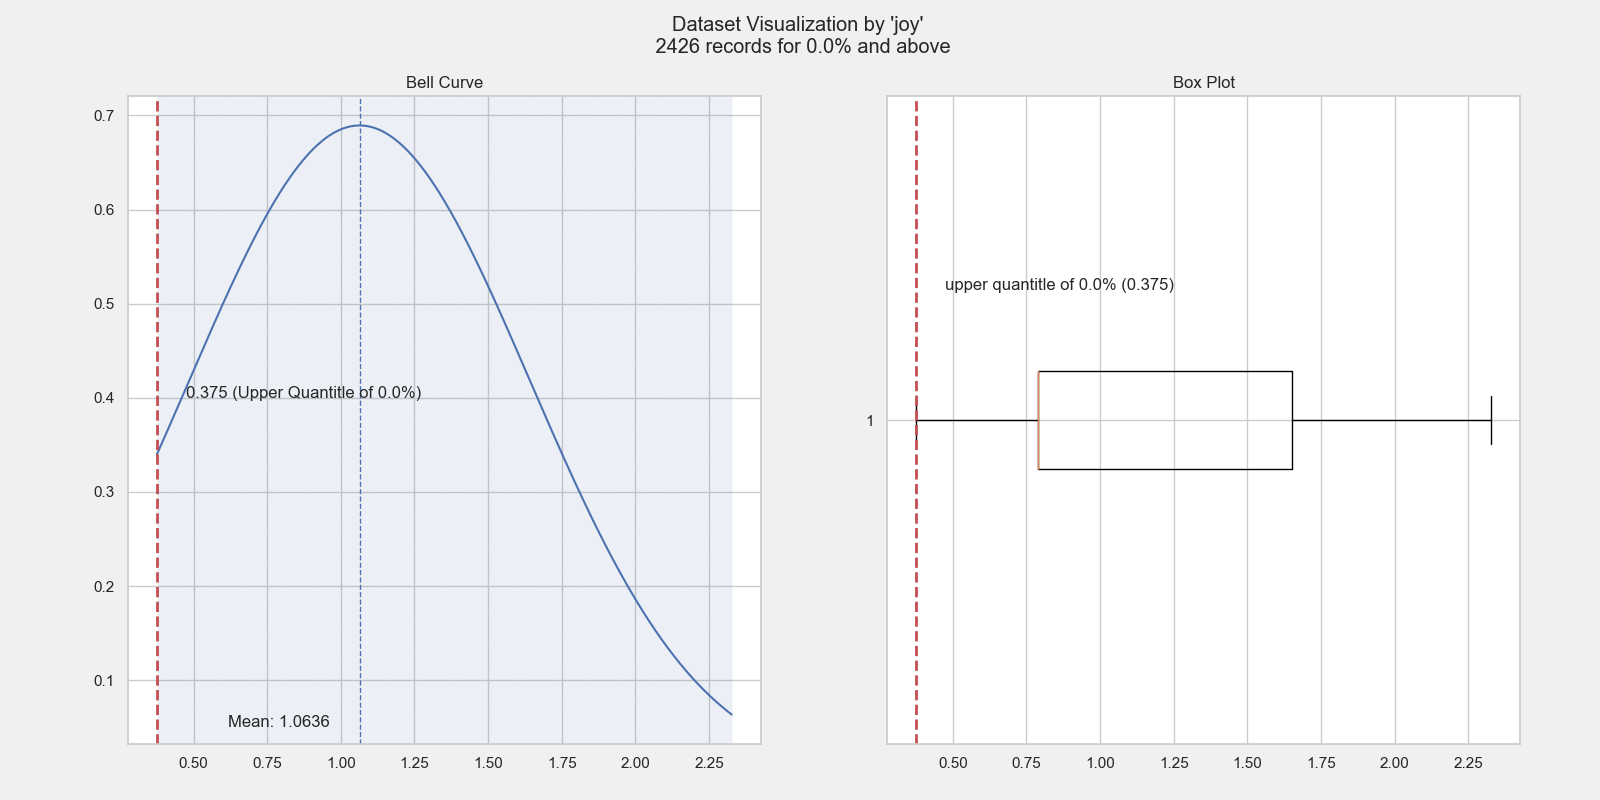 Dataset Visualization by 'joy'
2426 records for 0.0% and above
Bell Curve
0.7
0.6
0.5
0.4
0.3
0.2
0.1
0.375 (Upper Quantitle of 0.0%)
Mean: 1.0636
0.50 0.75 1.00 1.25 1.50 1.75 2.00 2.25
Box Plot
upper quantitle of 0.0% (0.375)
1
0.50 0.75 1.00 1.25 1.50 1.75 2.00 2.25